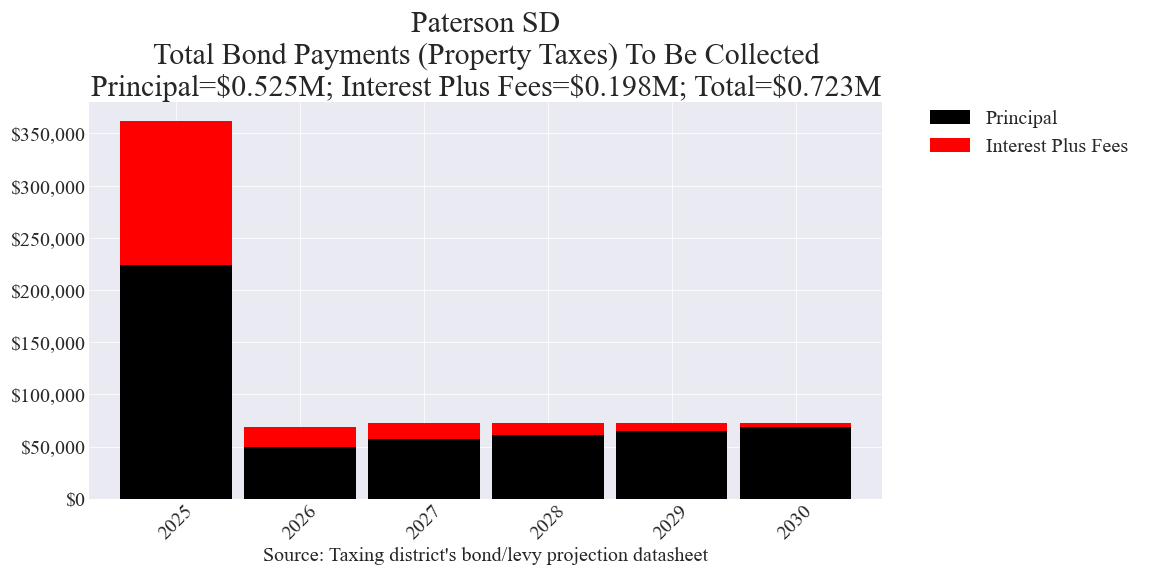 Paterson SD
Total Bond Payments (Property Taxes) To Be Collected
Principal=$0.525M; Interest Plus Fees=$0.198M; Total=$0.723M
Principal
Interest Plus Fees
$350,000
$300,000
$250,000
$200,000
$150,000
$100,000
$50,000
$0
2025
2026
2027
2028
2029
2030
Source: Taxing district's bond/levy projection datasheet